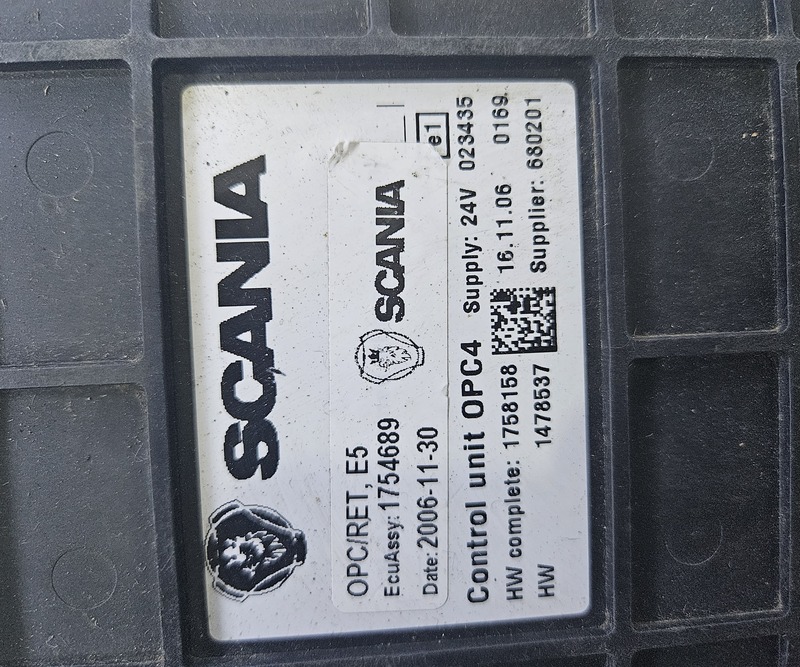 SCANIA
OPC/RET, E5
EcuAssy: 1754689
Date: 2006-11-30
SCANIA
e1
Control unit OPC4 Supply: 24V 023435
HW complete: 1758158 16.11.06 0169
HW 1478537 Supplier: 680201